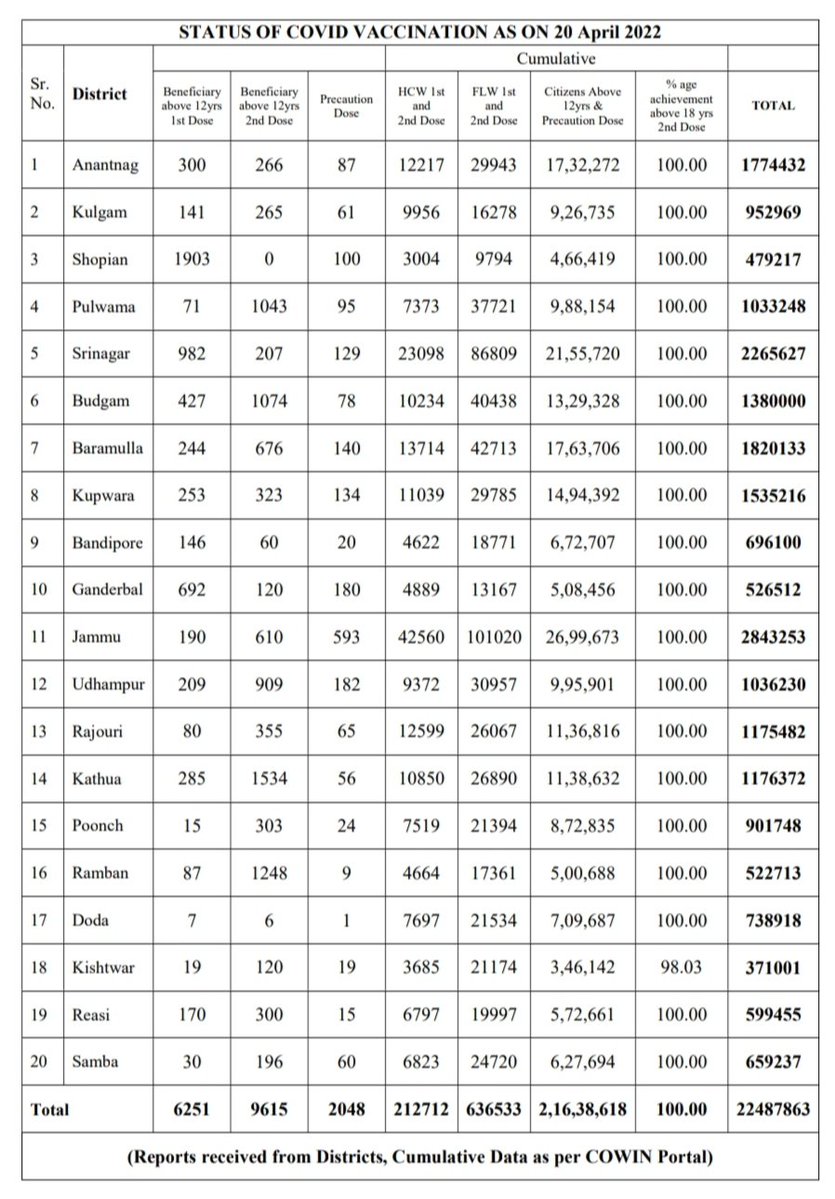 STATUS OF COVID VACCINATION AS ON 20 April 2022
Cumulative
Sr. No. District Beneficiary above 12yrs 1st Dose Beneficiary above 12yrs 2nd Dose Precaution Dose HCW 1st and 2nd Dose FLW 1st and 2nd Dose Citizens Above 12yrs & Precaution Dose % age achievement above 18 yrs 2nd Dose TOTAL
1 Anantnag 300 266 87 12217 29943 17,32,272 100.00 1774432
2 Kulgam 141 265 61 9956 16278 9,26,735 100.00 952969
3 Shopian 1903 0 100 3004 9794 4,66,419 100.00 479217
4 Pulwama 71 1043 95 7373 37721 9,88,154 100.00 1033248
5 Srinagar 982 207 129 23098 86809 21,55,720 100.00 2265627
6 Budgam 427 1074 78 10234 40438 13,29,328 100.00 1380000
7 Baramulla 244 676 140 13714 42713 17,63,706 100.00 1820133
8 Kupwara 253 323 134 11039 29785 14,94,392 100.00 1535216
9 Bandipore 146 60 20 4622 18771 6,72,707 100.00 696100
10 Ganderbal 692 120 180 4889 13167 5,08,456 100.00 526512
11 Jammu 190 610 593 42560 101020 26,99,673 100.00 2843253
12 Udhampur 209 909 182 9372 30957 9,95,901 100.00 1036230
13 Rajouri 80 355 65 12599 26067 11,36,816 100.00 1175482
14 Kathua 285 1534 56 10850 26890 11,38,632 100.00 1176372
15 Poonch 15 303 24 7519 21394 8,72,835 100.00 901748
16 Ramban 87 1248 9 4664 17361 5,00,688 100.00 522713
17 Doda 7 6 1 7697 21534 7,09,687 100.00 738918
18 Kishtwar 19 120 19 3685 21174 3,46,142 98.03 371001
19 Reasi 170 300 15 6797 19997 5,72,661 100.00 599455
20 Samba 30 196 60 6823 24720 6,27,694 100.00 659237
Total 6251 9615 2048 212712 636533 2,16,38,618 100.00 22487863
(Reports received from Districts, Cumulative Data as per COWIN Portal)